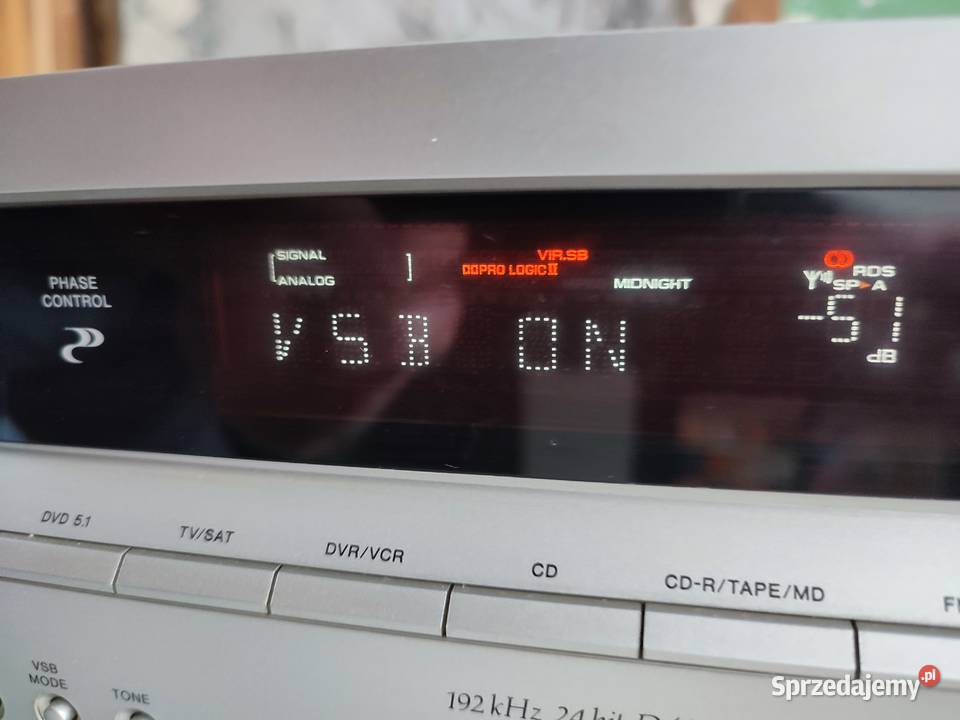 PHASE
CONTROL
SIGNAL
ANALOG
VIR.SB
PRO LOGIC II
MIDNIGHT
RDS
SP►A
-51
dB
VSB ON
DVD 5.1
TV/SAT
DVR/VCR
CD
CD-R/TAPE/MD
VSB
MODE
TONE
192 kHz 24 bit
Sprzedajemy.pl